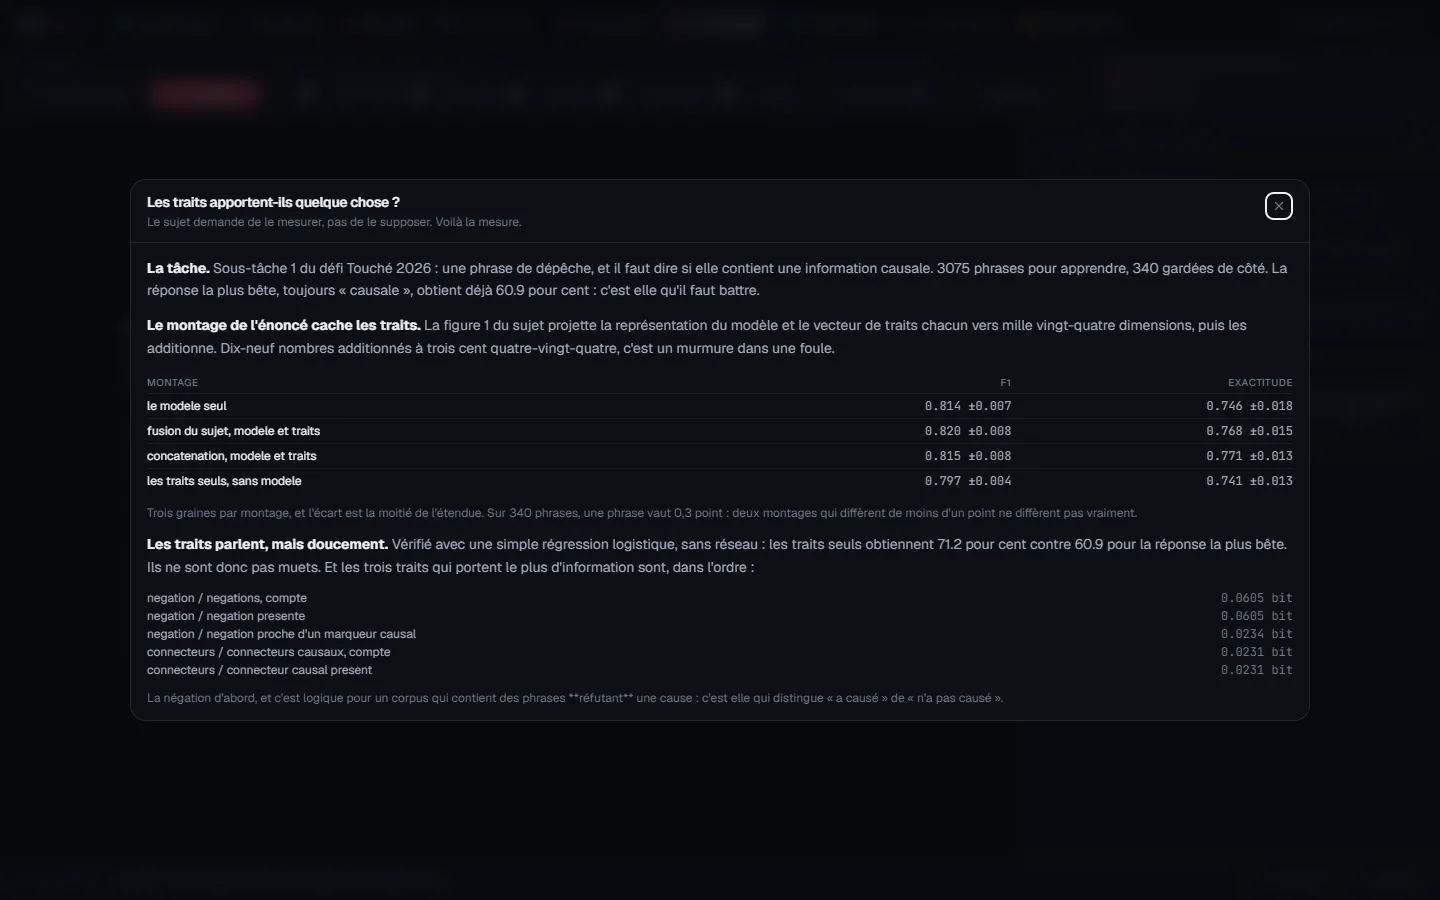 Les traits apportent-ils quelque chose ?
Le sujet demande de le mesurer, pas de le supposer. Voilà la mesure.
La tâche. Sous-tâche 1 du défi Touché 2026 : une phrase de dépêche, et il faut dire si elle contient une information causale. 3075 phrases pour apprendre, 340 gardées de côté. La
réponse la plus bête, toujours « causale », obtient déjà 60.9 pour cent : c'est elle qu'il faut battre.
Le montage de l'énoncé cache les traits. La figure 1 du sujet projette la représentation du modèle et le vecteur de traits chacun vers mille vingt-quatre dimensions, puis les
additionne. Dix-neuf nombres additionnés à trois cent quatre-vingt-quatre, c'est un murmure dans une foule.
MONTAGE F1 EXACTITUDE
le modele seul 0.814 ±0.007 0.746 ±0.018
fusion du sujet, modele et traits 0.820 ±0.008 0.768 ±0.015
concatenation, modele et traits 0.815 ±0.008 0.771 ±0.013
les traits seuls, sans modele 0.797 ±0.004 0.741 ±0.013
Trois graines par montage, et l'écart est la moitié de l'étendue. Sur 340 phrases, une phrase vaut 0,3 point : deux montages qui diffèrent de moins d'un point ne diffèrent pas vraiment.
Les traits parlent, mais doucement. Vérifié avec une simple régression logistique, sans réseau : les traits seuls obtiennent 71.2 pour cent contre 60.9 pour la réponse la plus bête.
Ils ne sont donc pas muets. Et les trois traits qui portent le plus d'information sont, dans l'ordre :
negation / negations, compte 0.0605 bit
negation / negation presente 0.0605 bit
negation / negation proche d'un marqueur causal 0.0234 bit
connecteurs / connecteurs causaux, compte 0.0231 bit
connecteurs / connecteur causal present 0.0231 bit
La négation d'abord, et c'est logique pour un corpus qui contient des phrases **réfutant** une cause : c'est elle qui distingue « a causé » de « n'a pas causé ».